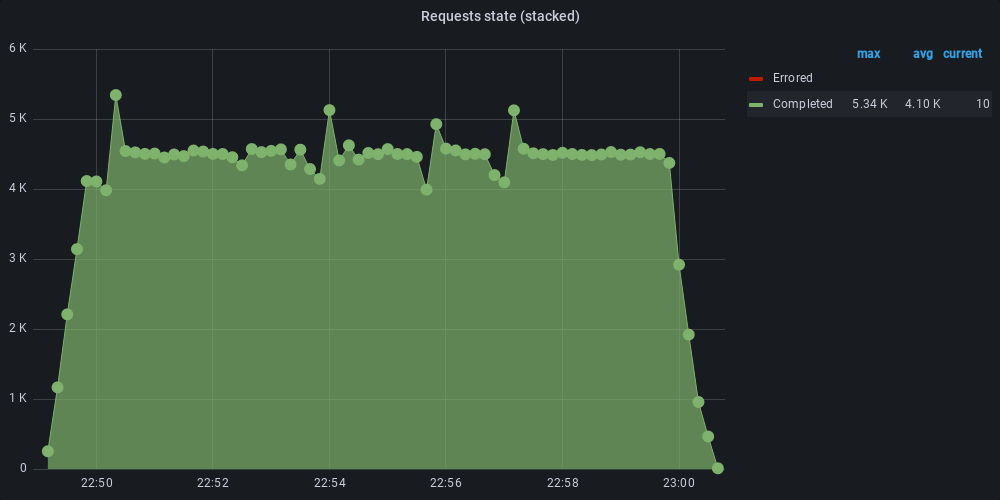 Requests state (stacked)
6 K
5 K
4 K
3 K
2 K
1 K
0
22:50 22:52 22:54 22:56 22:58 23:00
max avg current
Errored
Completed 5.34 K 4.10 K 10